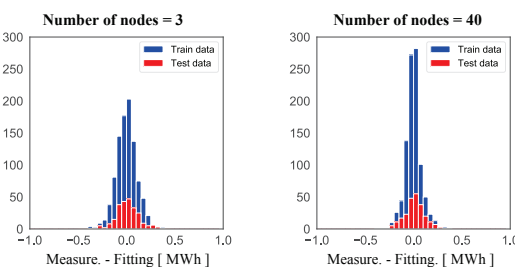 Number of nodes = 3
300
250
200
150
100
50
0
−1.0 −0.5 0.0 0.5 1.0
Train data
Test data
Measure. - Fitting [ MWh ]
Number of nodes = 40
300
250
200
150
100
50
0
−1.0 −0.5 0.0 0.5 1.0
Train data
Test data
Measure. - Fitting. [ MWh ]